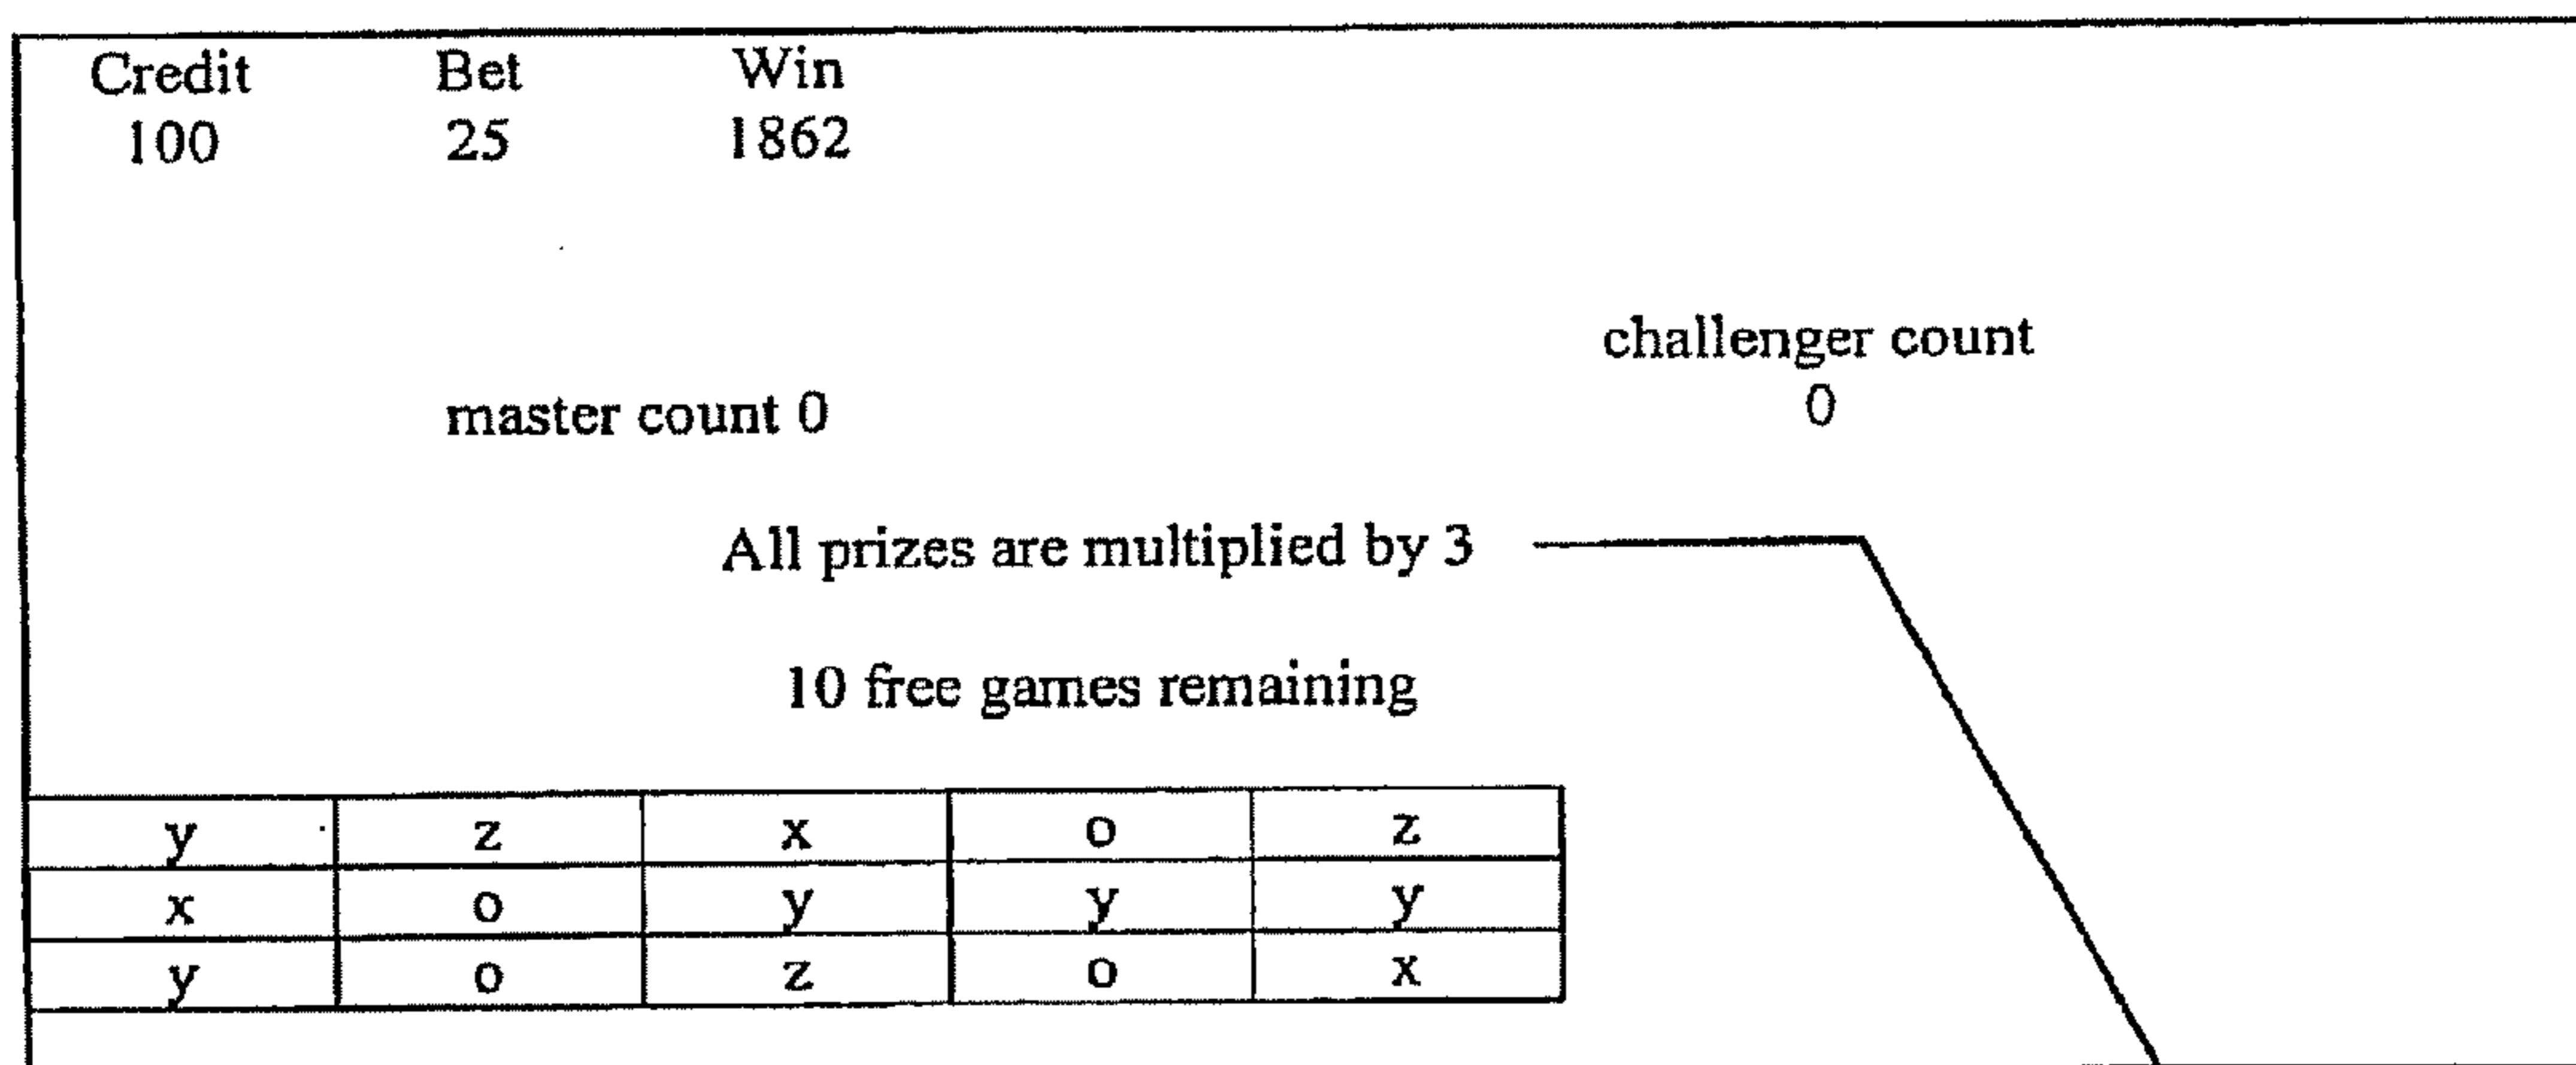 Credit Bet Win
100 25 1862
challenger count
0
master count 0
All prizes are multiplied by 3
10 free games remaining
y z x o z
x o y y y
y o z o x